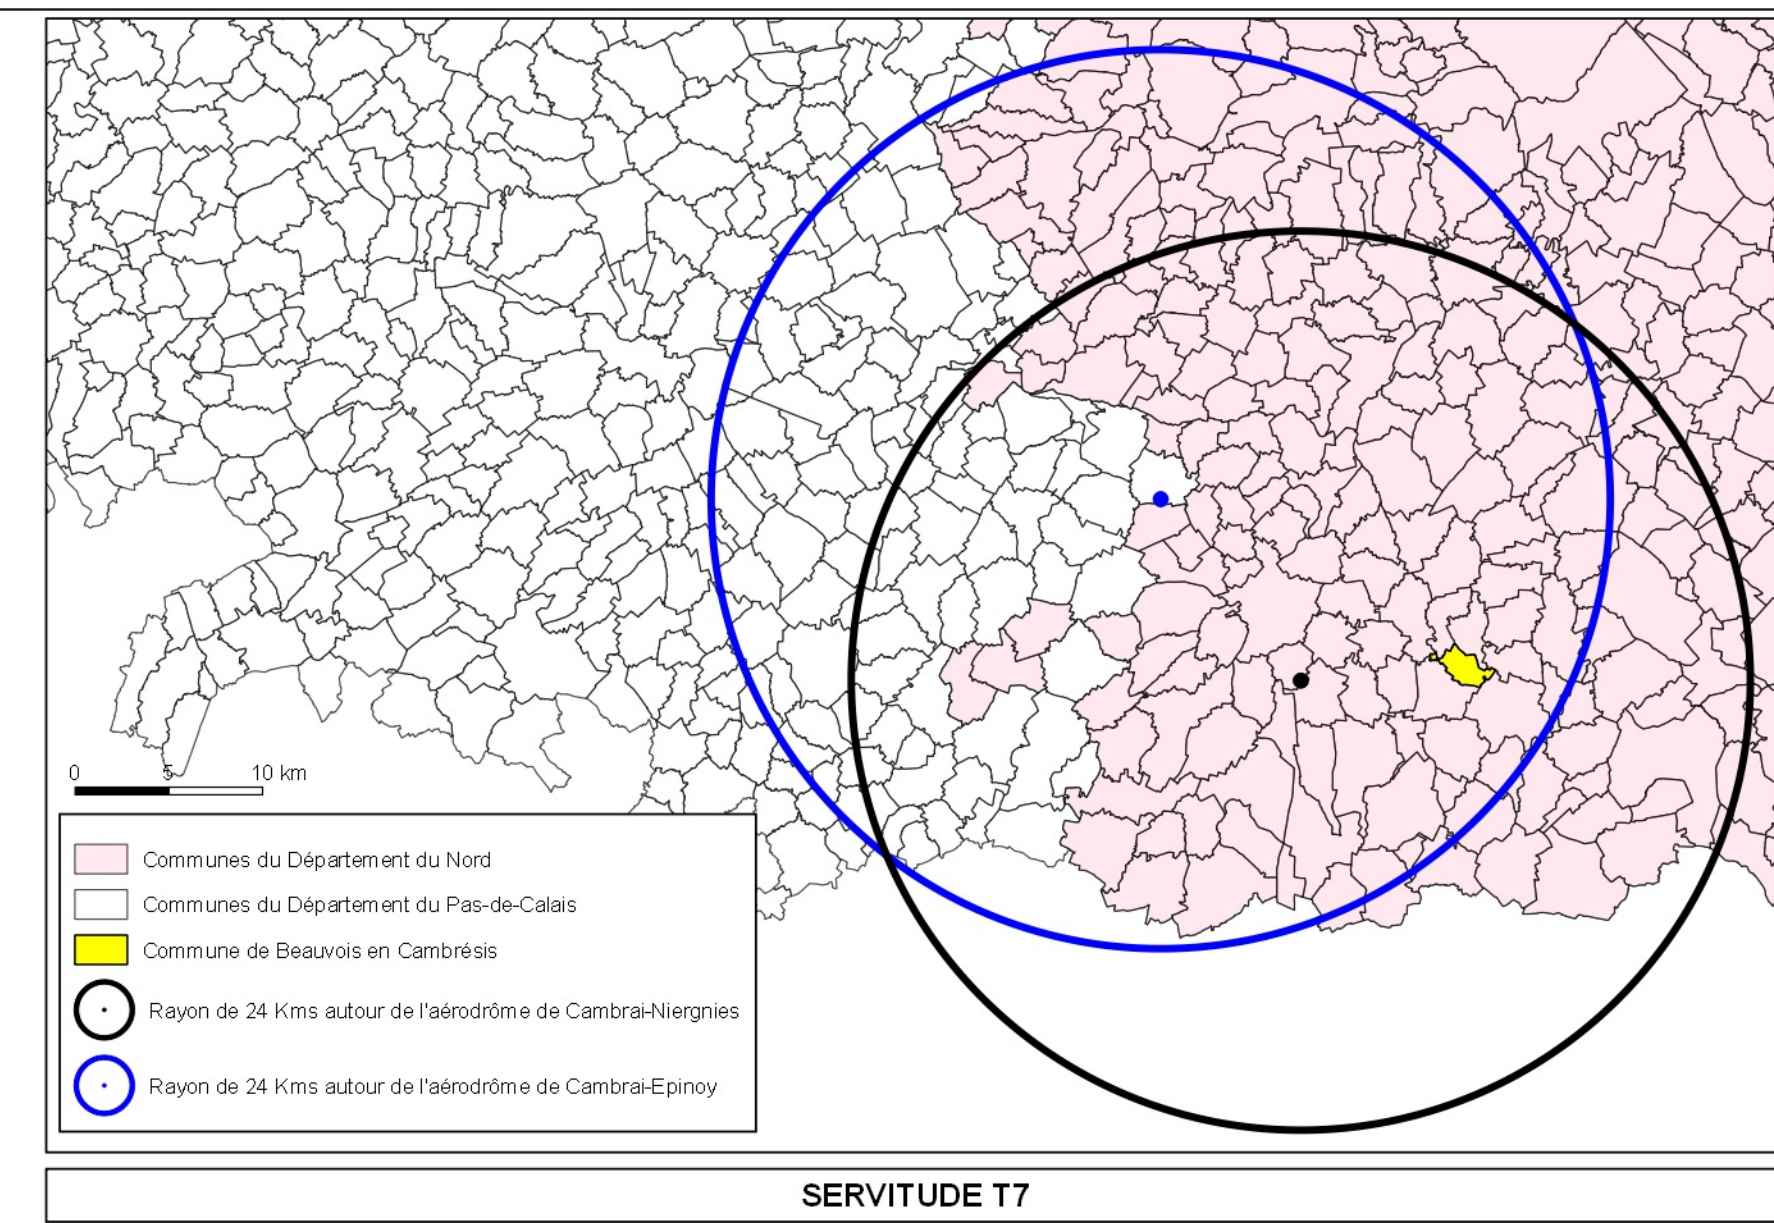 0 5 10 km
Communes du Département du Nord
Communes du Département du Pas-de-Calais
Commune de Beauvois en Cambrésis
Rayon de 24 Kms autour de l'aérodrôme de Cambrai-Niergnies
Rayon de 24 Kms autour de l'aérodrôme de Cambrai-Epinoy
SERVITUDE T7